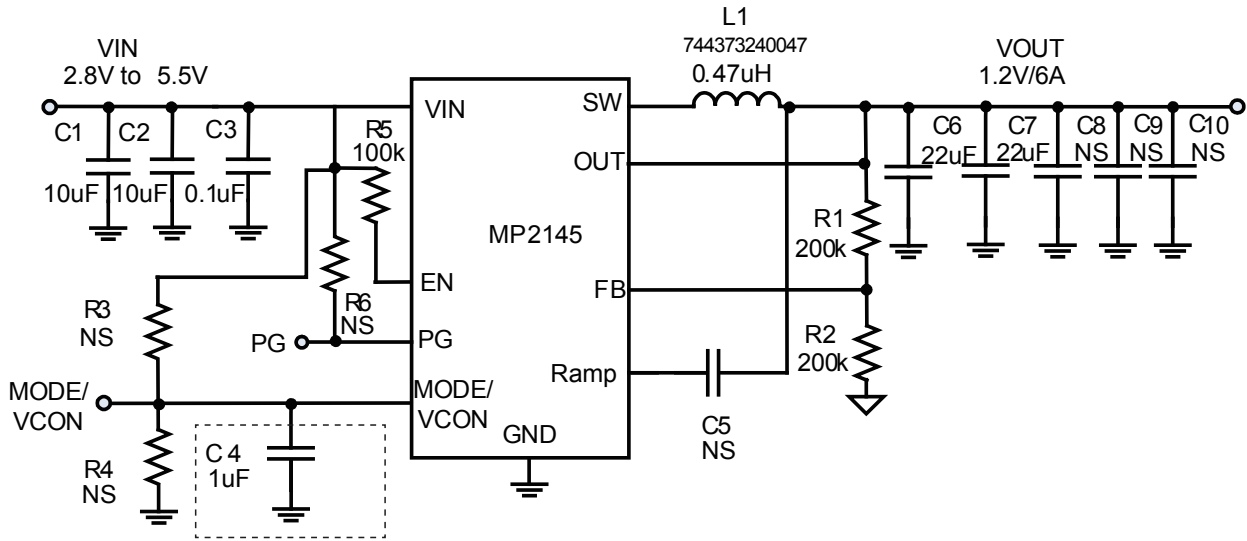 L1
744373240047
0.47uH
VIN
2.8V to 5.5V
VOUT
1.2V/6A
C1
C2
C3
10uF
10uF
0.1uF
R5
100k
VIN
SW
OUT
MP2145
EN
FB
PG
Ramp
MODE/
VCON
GND
C6
22uF
C7
22uF
C8
NS
C9
NS
C10
NS
R1
200k
R2
200k
R3
NS
R6
NS
PG
MODE/
VCON
R4
NS
C4
1uF
C5
NS